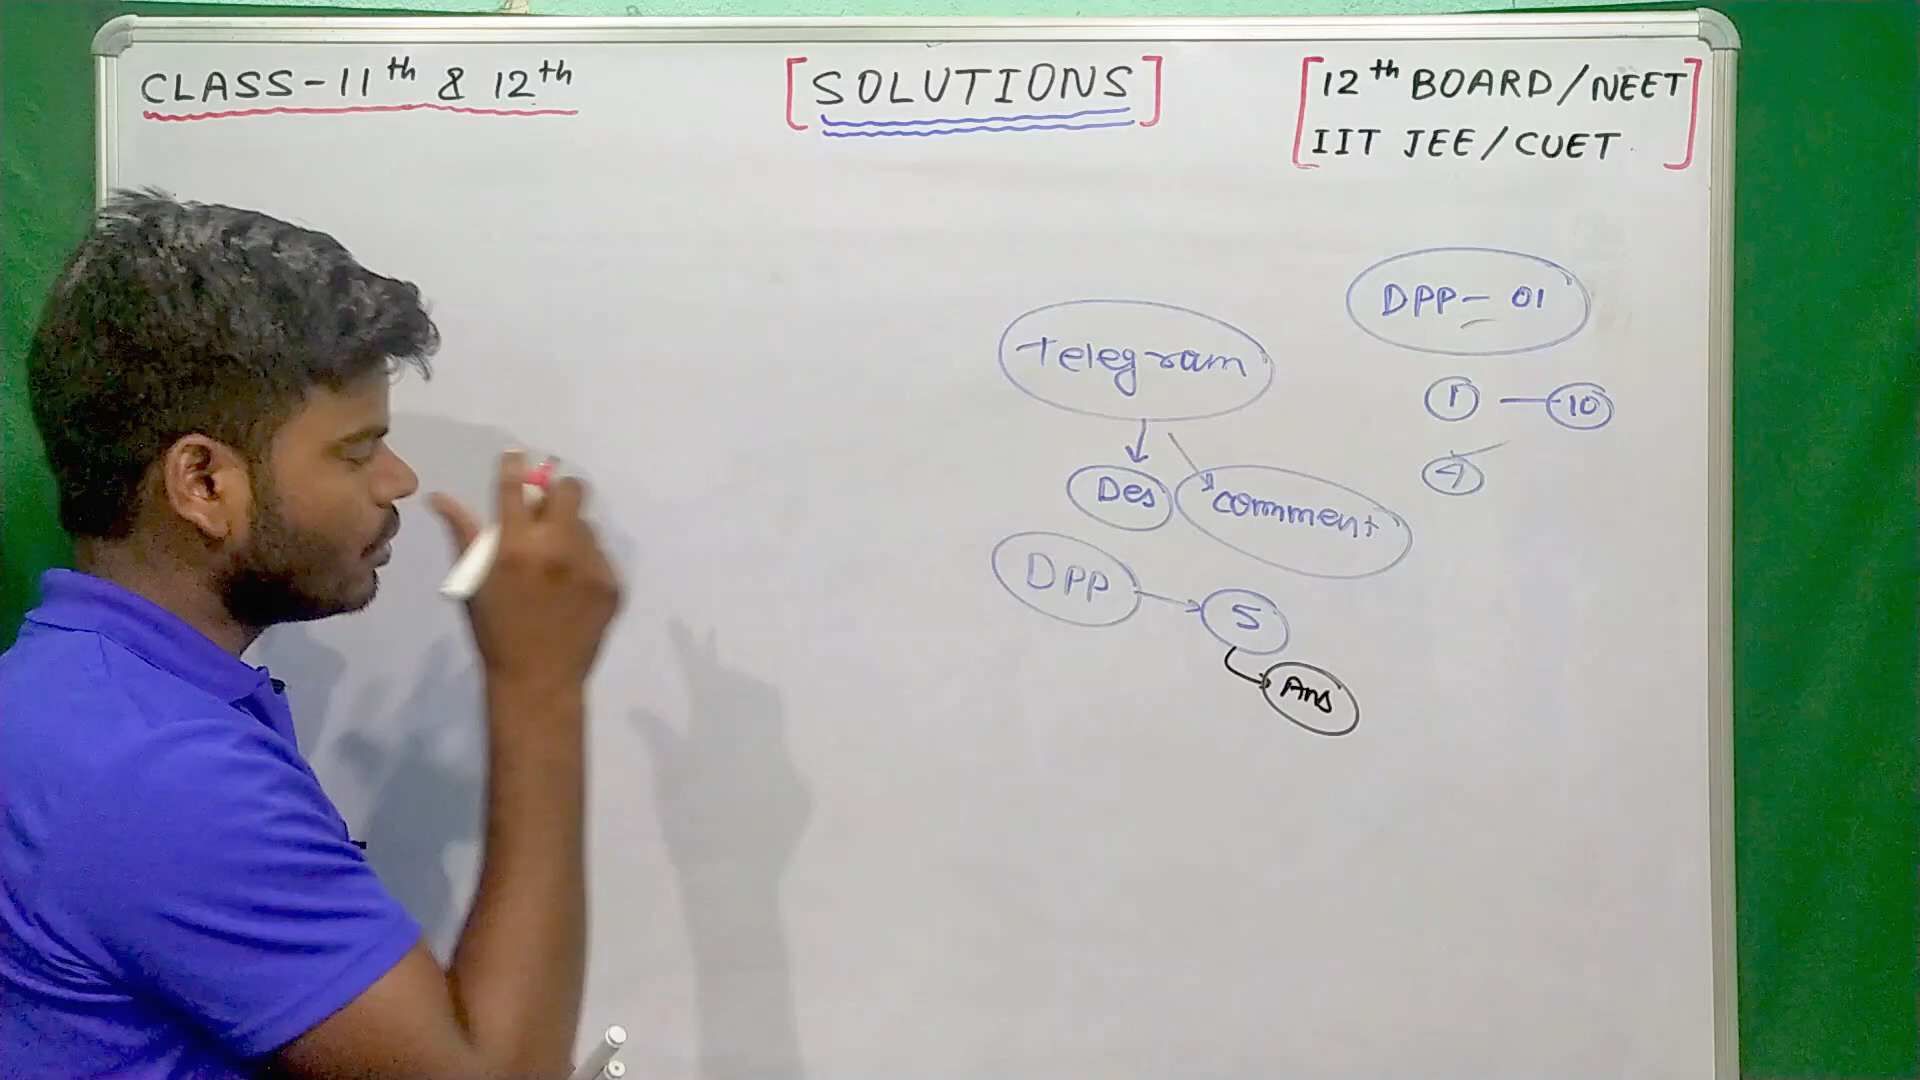 CLASS-11th & 12th
[SOLUTIONS]
[12th BOARD/NEET
IIT JEE/CUET]
DPP- 01
1 — 10
4
Telegram
Des
comment
DPP → 5
Ans